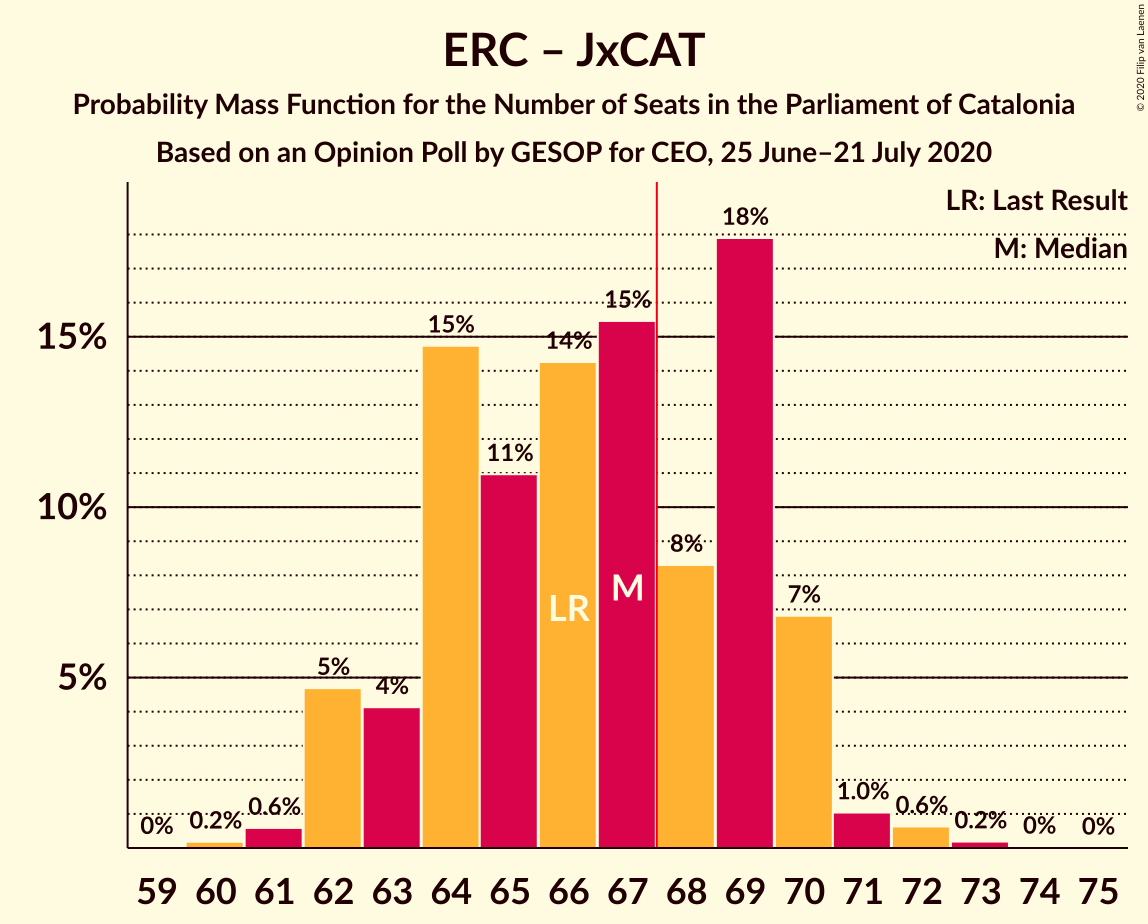 ERC – JxCAT
Probability Mass Function for the Number of Seats in the Parliament of Catalonia
Based on an Opinion Poll by GESOP for CEO, 25 June–21 July 2020
© 2020 Filip van Laenen
LR: Last Result
M: Median
15%
10%
5%
0%
0.2%
0.6%
5%
4%
15%
11%
14%
15%
8%
18%
7%
1.0%
0.6%
0.2%
0%
0%
LR
M
59 60 61 62 63 64 65 66 67 68 69 70 71 72 73 74 75